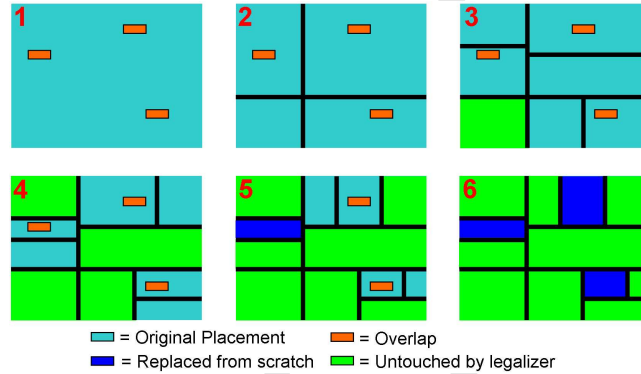 1 2 3
4 5 6
= Original Placement = Overlap
= Replaced from scratch = Untouched by legalizer